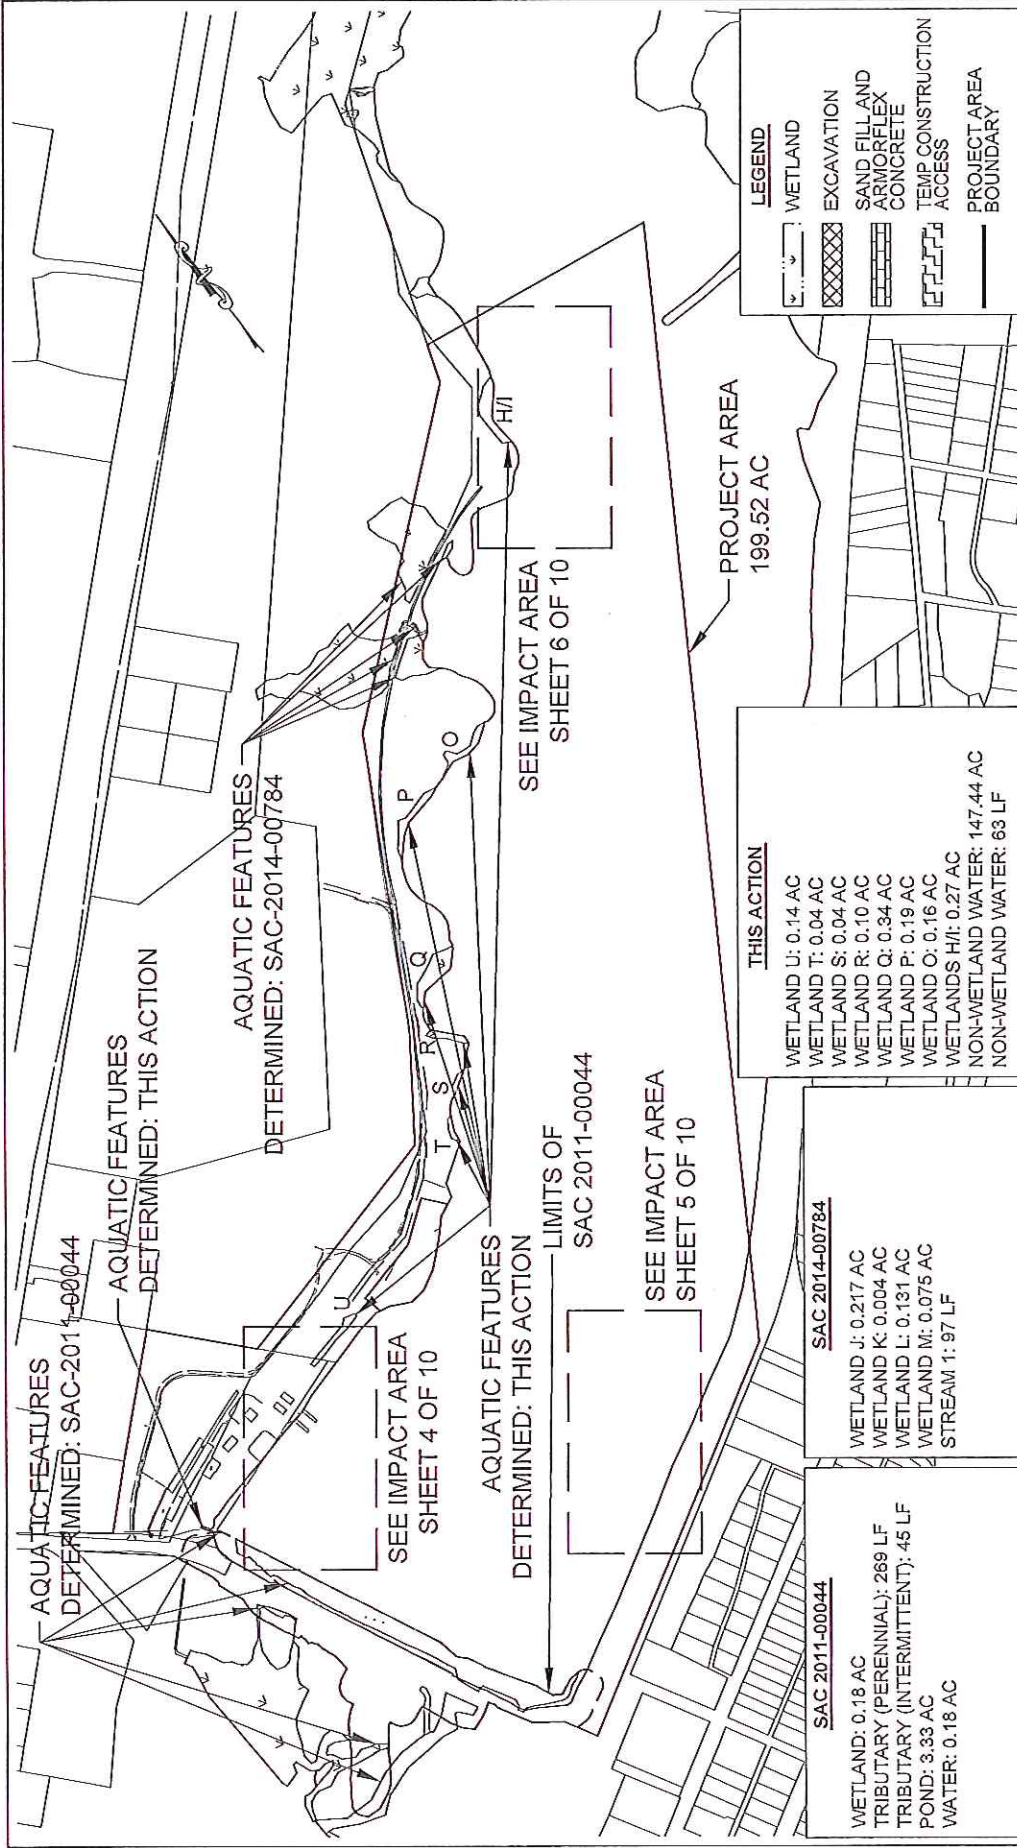 AQUATIC FEATURES
DETERMINED: SAC-2011-00044
AQUATIC FEATURES
DETERMINED: THIS ACTION
AQUATIC FEATURES
DETERMINED: SAC-2014-00784
SEE IMPACT AREA
SHEET 4 OF 10
U
T
S
R
Q
P
O
H/I
AQUATIC FEATURES
DETERMINED: THIS ACTION
LIMITS OF
SAC 2011-00044
SEE IMPACT AREA
SHEET 5 OF 10
SEE IMPACT AREA
SHEET 6 OF 10
PROJECT AREA
199.52 AC
SAC 2011-00044
WETLAND: 0.18 AC
TRIBUTARY (PERENNIAL): 269 LF
TRIBUTARY (INTERMITTENT): 45 LF
POND: 3.33 AC
WATER: 0.18 AC
SAC 2014-00784
WETLAND J: 0.217 AC
WETLAND K: 0.004 AC
WETLAND L: 0.131 AC
WETLAND M: 0.075 AC
STREAM 1: 97 LF
THIS ACTION
WETLAND U: 0.14 AC
WETLAND T: 0.04 AC
WETLAND S: 0.04 AC
WETLAND R: 0.10 AC
WETLAND Q: 0.34 AC
WETLAND P: 0.19 AC
WETLAND O: 0.16 AC
WETLANDS H/I: 0.27 AC
NON-WETLAND WATER: 147.44 AC
NON-WETLAND WATER: 63 LF
LEGEND
WETLAND
EXCAVATION
SAND FILL AND
ARMORFLEX
CONCRETE
TEMP CONSTRUCTION
ACCESS
PROJECT AREA
BOUNDARY